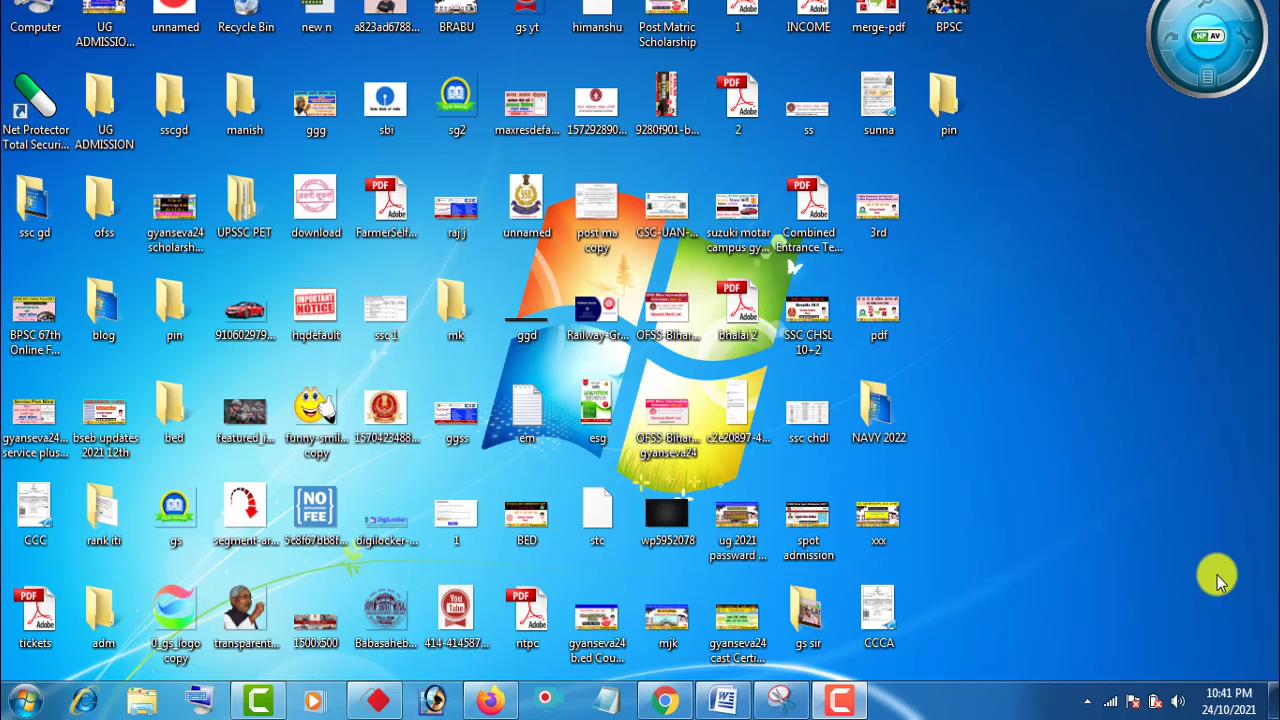 Computer
UG ADMISSIO...
unnamed
Recycle Bin
new n
a823ad6788...
BRABU
gs yt
himanshu
Post Matric Scholarship
1
INCOME
merge-pdf
BPSC
NP AV
Net Protector Total Securi...
UG ADMISSION
sscgd
manish
ggg
sbi
sg2
maxresdefa...
157292890...
9280f901-b...
2
ss
sunna
pin
ssc gd
ofss
gyanseva24 scholarsh...
UPSSC PET
download
FarmerSelf...
raj j
unnamed
post ma copy
CSC-UAN-...
suzuki motar campus gy...
Combined Entrance Te...
3rd
BPSC 67th Online F...
blog
pin
hqdefault
ssc1
mk
ggd
Railway-Gr...
OFSS-Bihar...
bhalai 2
SSC CHSL 10+2
pdf
gyanseva24... service plus...
bseb updates 2021 12th
bed
featured_i...
funny-smil... copy
1570423488...
ggss
em
esg
OFSS-Bihar... gyanseva24
c2e20897-4...
ssc chdl
NAVY 2022
CCC
rank iti
gs
segment-ar...
5c8f67bb8f...
digilocker-...
1
BED
stc
wp5952078
ug 2021 passward ...
spot admission
xxx
tickets
adm
0_gs_logo copy
transparent...
1500x500
Babasaheb...
414-414587...
ntpc
gyanseva24 b.ed Cou...
mjk
gyanseva24 cast Certi...
gs sir
CCCA
10:41 PM
24/10/2021